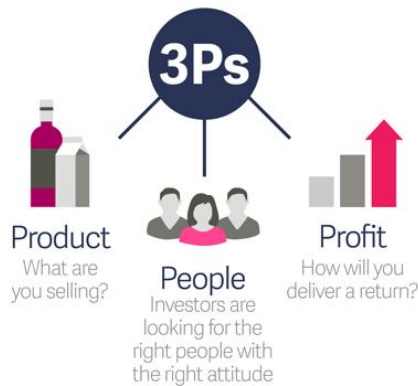 3Ps
Product
What are
you selling?
People
Investors are
looking for the
right people with
the right attitude
Profit
How will you
deliver a return?